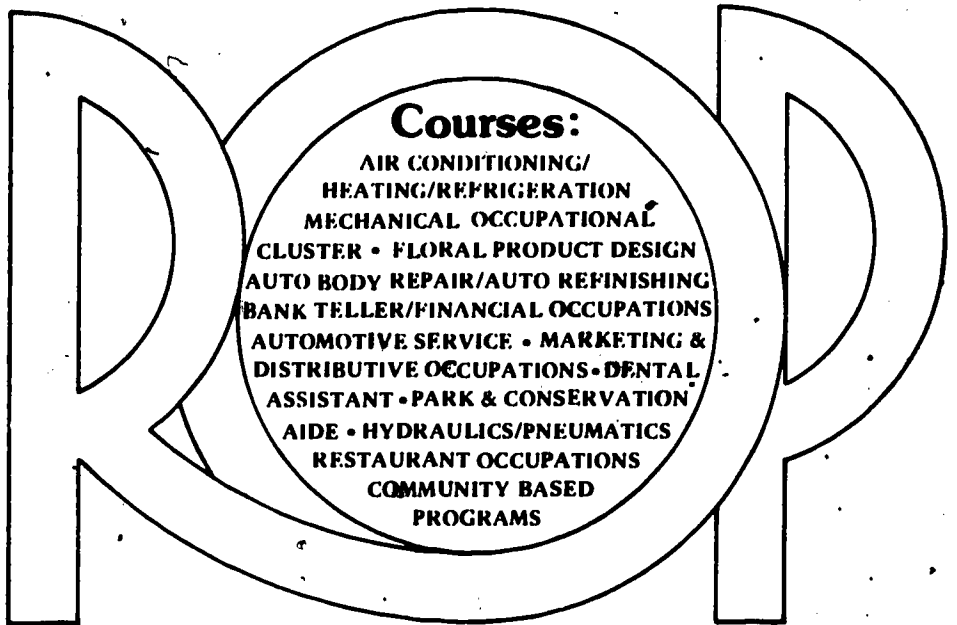 ROP
Courses:
AIR CONDITIONING/
HEATING/REFRIGERATION
MECHANICAL OCCUPATIONAL
CLUSTER • FLORAL PRODUCT DESIGN
AUTO BODY REPAIR/AUTO REFINISHING
BANK TELLER/FINANCIAL OCCUPATIONS
AUTOMOTIVE SERVICE • MARKETING &
DISTRIBUTIVE OCCUPATIONS • DENTAL
ASSISTANT • PARK & CONSERVATION
AIDE • HYDRAULICS/PNEUMATICS
RESTAURANT OCCUPATIONS
COMMUNITY BASED
PROGRAMS